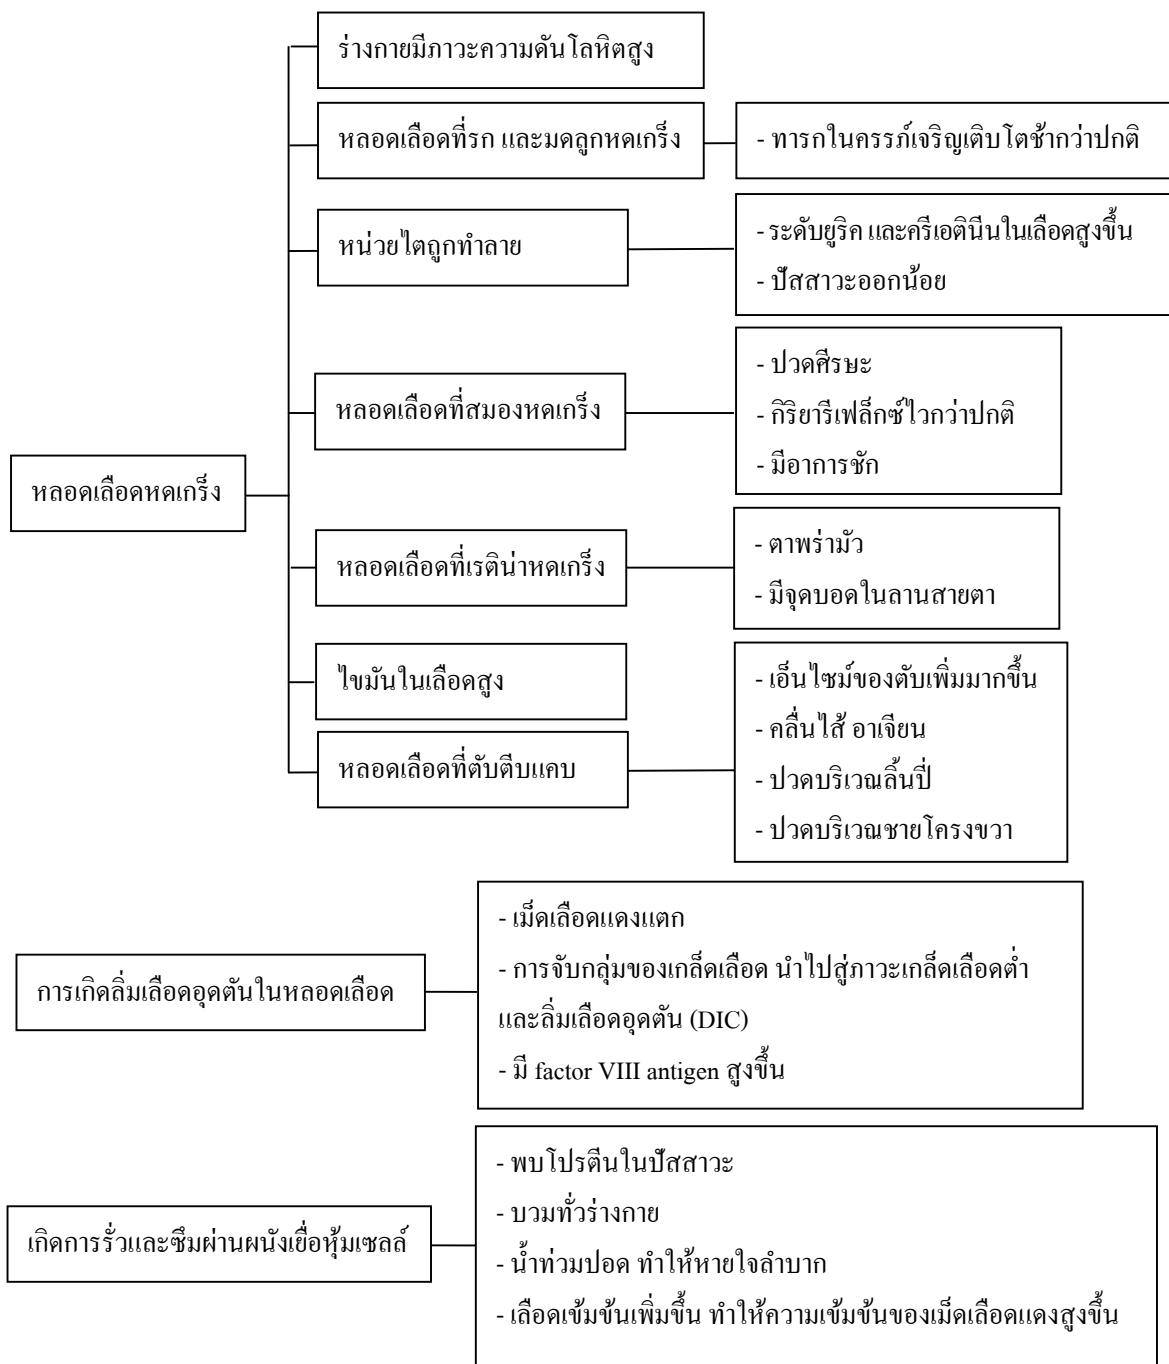 ร่างกายมีภาวะความดันโลหิตสูง
หลอดเลือดที่รก และมดลูกหดเกร็ง
- ทารกในครรภ์เจริญเติบโตช้ากว่าปกติ
หน่วยไตถูกทำลาย
- ระดับยูริค และครีเอตินีนในเลือดสูงขึ้น
- ปัสสาวะออกน้อย
หลอดเลือดที่สมองหดเกร็ง
- ปวดศีรษะ
- กิริยารีเฟล็กซ์ไวกว่าปกติ
- มีอาการชัก
หลอดเลือดหดเกร็ง
หลอดเลือดที่เรติน่าหดเกร็ง
- ตาพร่ามัว
- มีจุดบอดในลานสายตา
ไขมันในเลือดสูง
หลอดเลือดที่ตับตีบแคบ
- เอ็นไซม์ของตับเพิ่มมากขึ้น
- คลื่นไส้ อาเจียน
- ปวดบริเวณลิ้นปี่
- ปวดบริเวณชายโครงขวา
การเกิดลิ่มเลือดอุดตันในหลอดเลือด
- เม็ดเลือดแดงแตก
- การจับกลุ่มของเกล็ดเลือด นำไปสู่ภาวะเกล็ดเลือดต่ำ
และลิ่มเลือดอุดตัน (DIC)
- มี factor VIII antigen สูงขึ้น
เกิดการรั่วและซึมผ่านผนังเยื่อหุ้มเซลล์
- พบโปรตีนในปัสสาวะ
- บวมทั่วร่างกาย
- น้ำท่วมปอด ทำให้หายใจลำบาก
- เลือดเข้มข้นเพิ่มขึ้น ทำให้ความเข้มข้นของเม็ดเลือดแดงสูงขึ้น